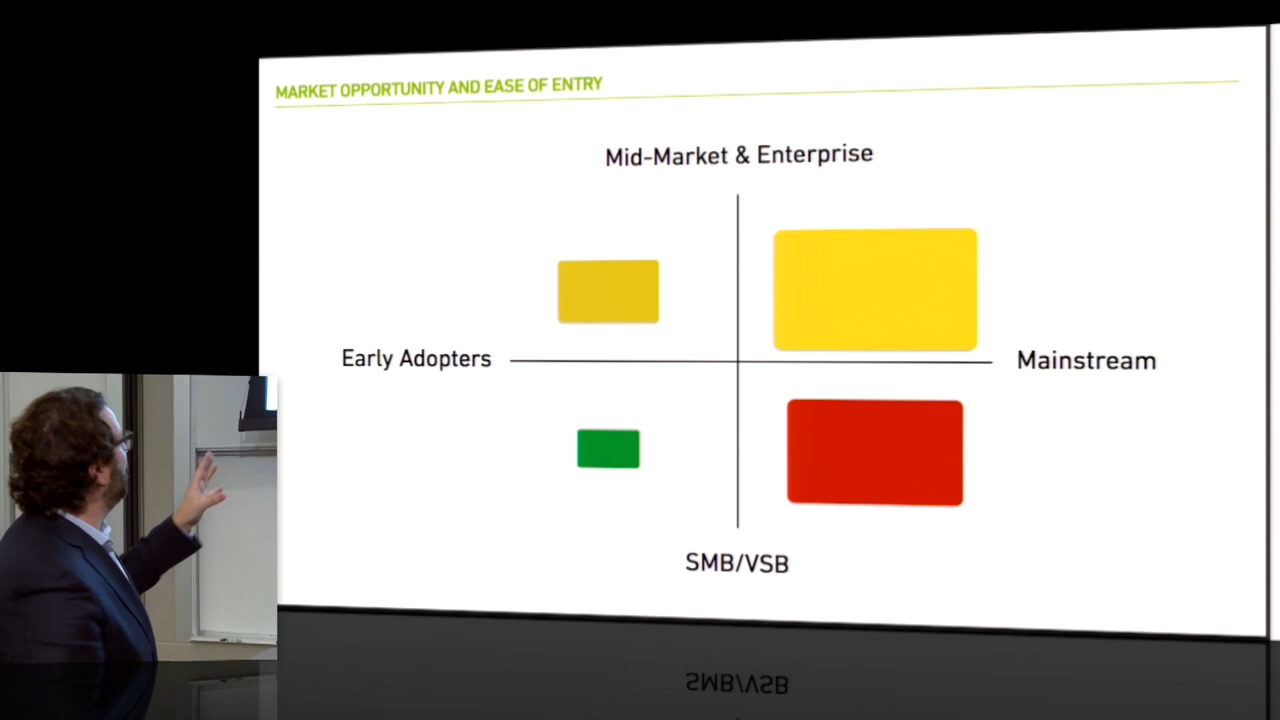 MARKET OPPORTUNITY AND EASE OF ENTRY
Mid-Market & Enterprise
Early Adopters
Mainstream
SMB/VSB
SMB/VSB